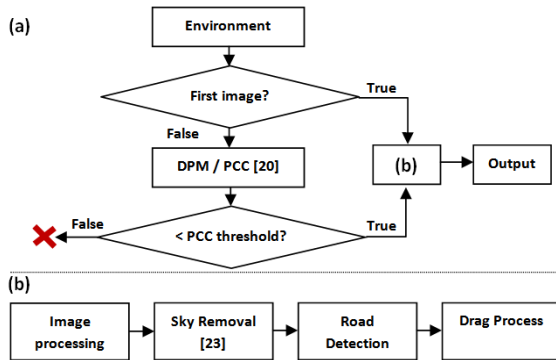 (a)
Environment
First image?
True
False
DPM / PCC [20]
(b)
Output
False
< PCC threshold?
True
(b)
Image
processing
Sky Removal
[23]
Road
Detection
Drag Process